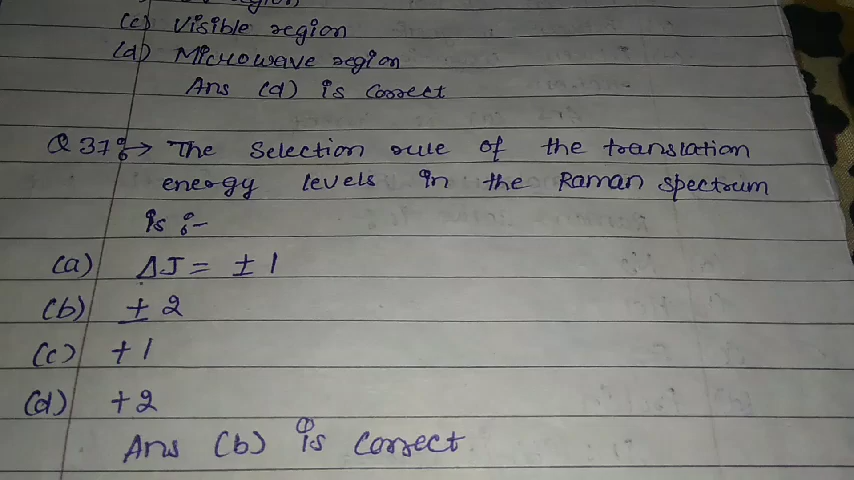 region)
(c) Visible region
(d) Microwave region
Ans (d) is correct
Q 37:→ The Selection rule of the translation
energy levels in the Raman spectrum
is :-
(a) ΔJ = ± 1
(b) ± 2
(c) +1
(d) +2
Ans (b) is correct